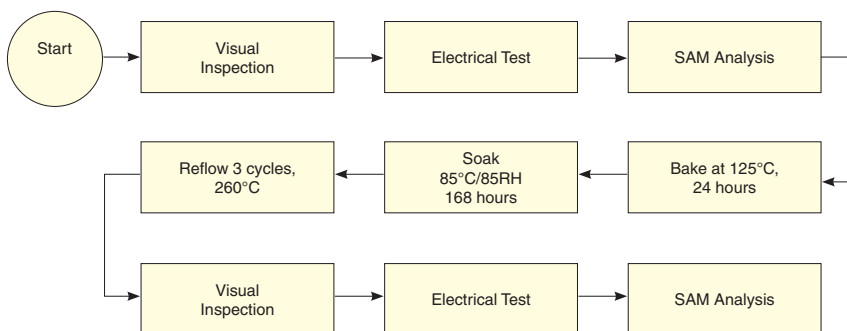 Start
Visual
Inspection
Electrical Test
SAM Analysis
Bake at 125°C,
24 hours
Soak
85°C/85RH
168 hours
Reflow 3 cycles,
260°C
Visual
Inspection
Electrical Test
SAM Analysis